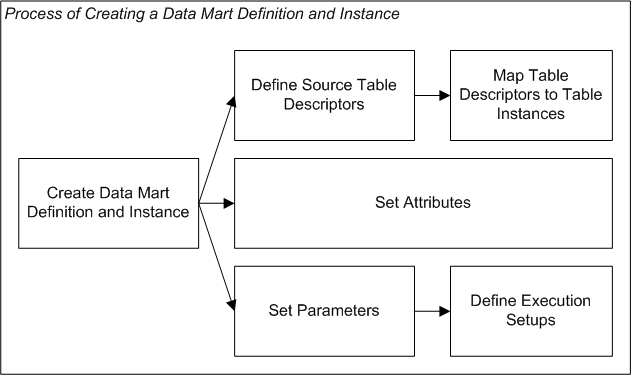 Process of Creating a Data Mart Definition and Instance
Define Source Table
Descriptors
Map Table
Descriptors to Table
Instances
Create Data Mart
Definition and Instance
Set Attributes
Set Parameters
Define Execution
Setups